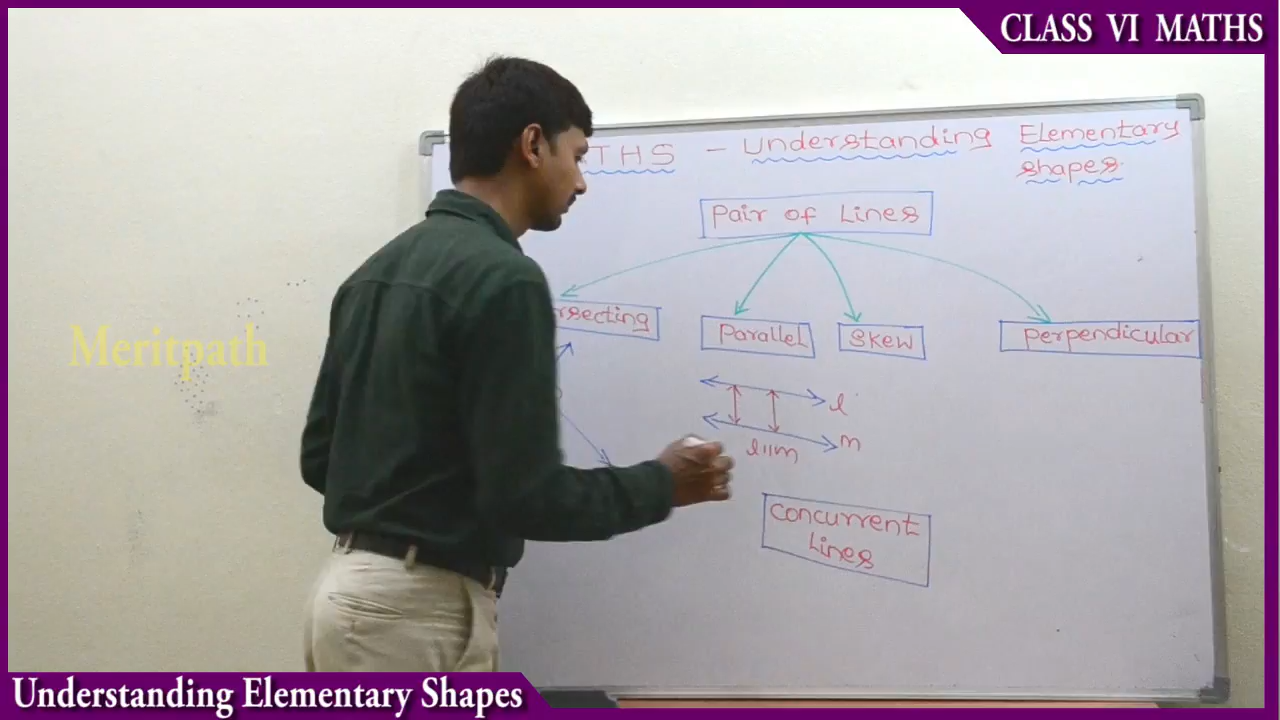 CLASS VI MATHS
THS - Understanding Elementary
shapes
Pair of Lines
rsecting
Parallel
Skew
Perpendicular
Meritpath
l
m
l11m
Concurrent
Lines
Understanding Elementary Shapes